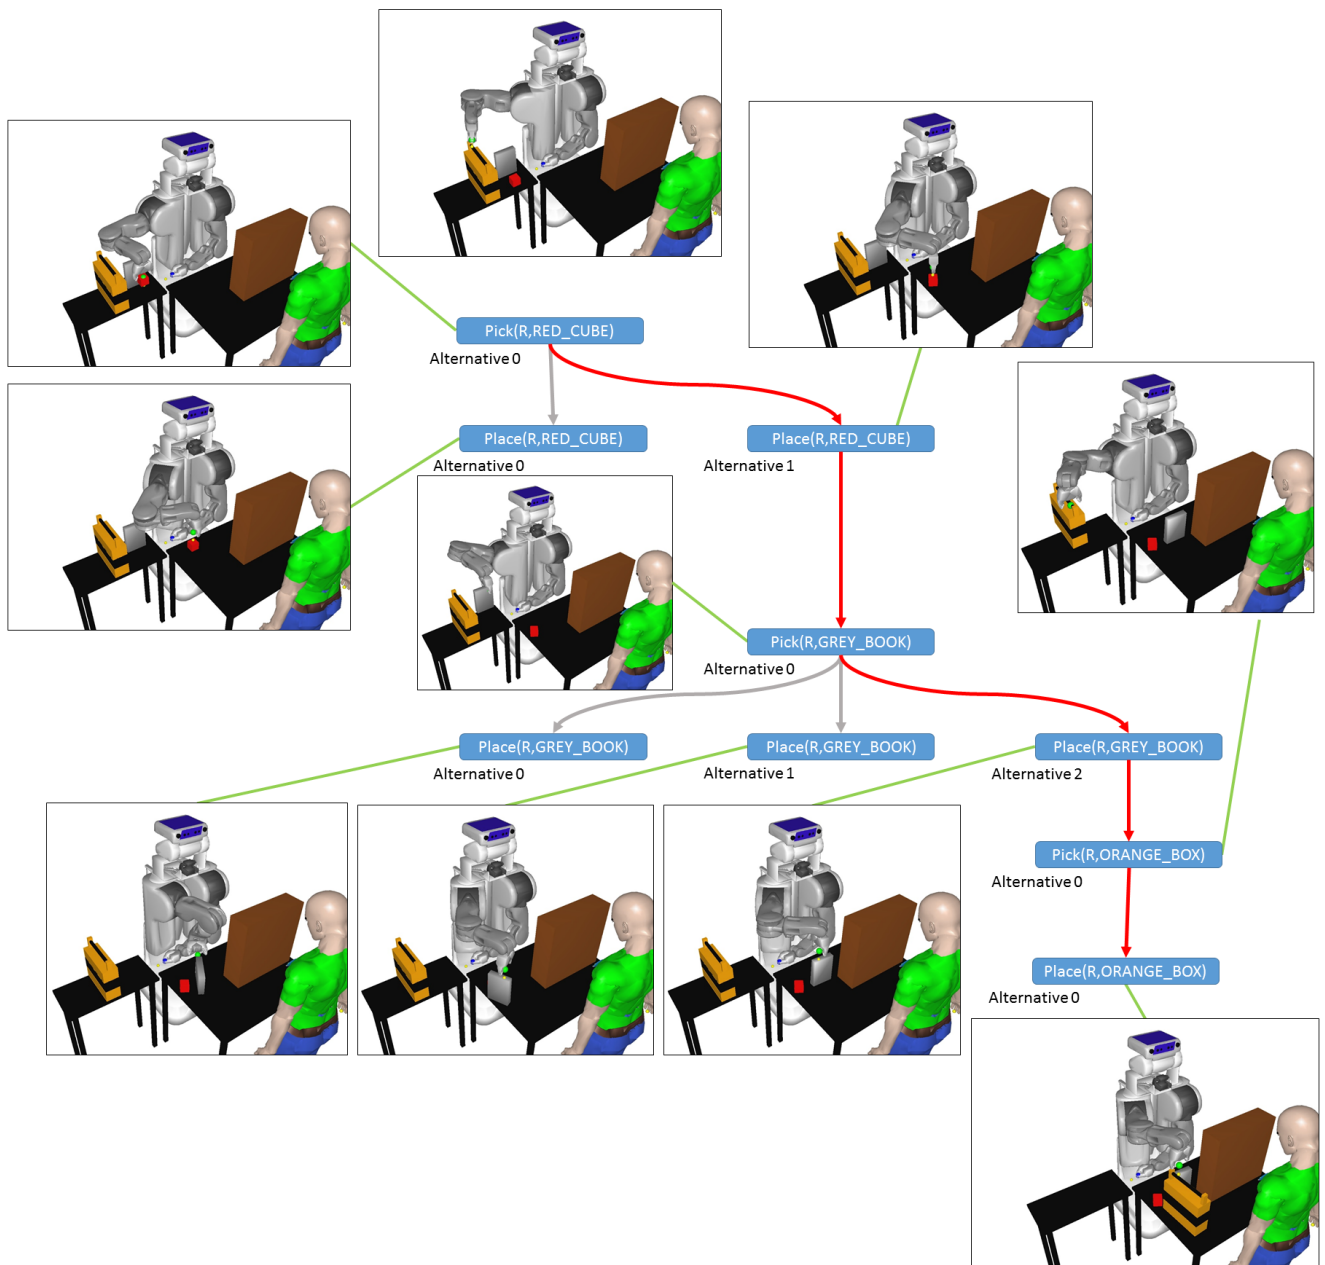 Pick(R,RED_CUBE)
Alternative 0
Place(R,RED_CUBE)
Alternative 0
Place(R,RED_CUBE)
Alternative 1
Pick(R,GREY_BOOK)
Alternative 0
Place(R,GREY_BOOK)
Alternative 0
Place(R,GREY_BOOK)
Alternative 1
Place(R,GREY_BOOK)
Alternative 2
Pick(R,ORANGE_BOX)
Alternative 0
Place(R,ORANGE_BOX)
Alternative 0